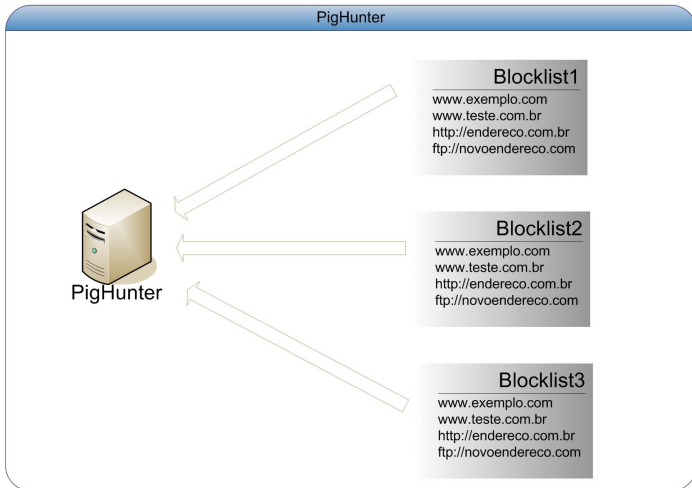 PigHunter
Blocklist1
www.exemplo.com
www.teste.com.br
http://endereco.com.br
ftp://novoendereco.com
Blocklist2
www.exemplo.com
www.teste.com.br
http://endereco.com.br
ftp://novoendereco.com
PigHunter
Blocklist3
www.exemplo.com
www.teste.com.br
http://endereco.com.br
ftp://novoendereco.com